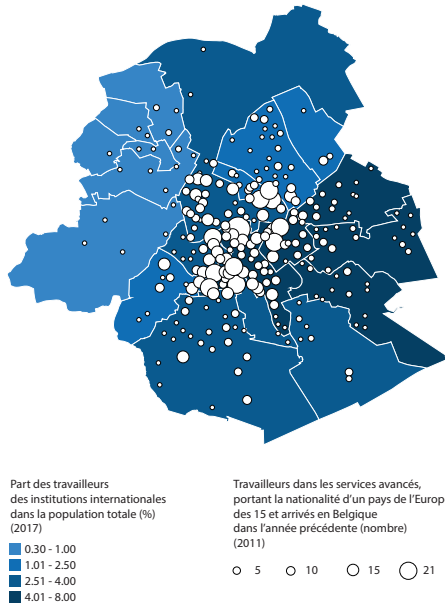 Part des travailleurs
des institutions internationales
dans la population totale (%)
(2017)
0.30 - 1.00
1.01 - 2.50
2.51 - 4.00
4.01 - 8.00
Travailleurs dans les services avancés,
portant la nationalité d'un pays de l'Europ
des 15 et arrivés en Belgique
dans l'année précédente (nombre)
(2011)
5 10 15 21